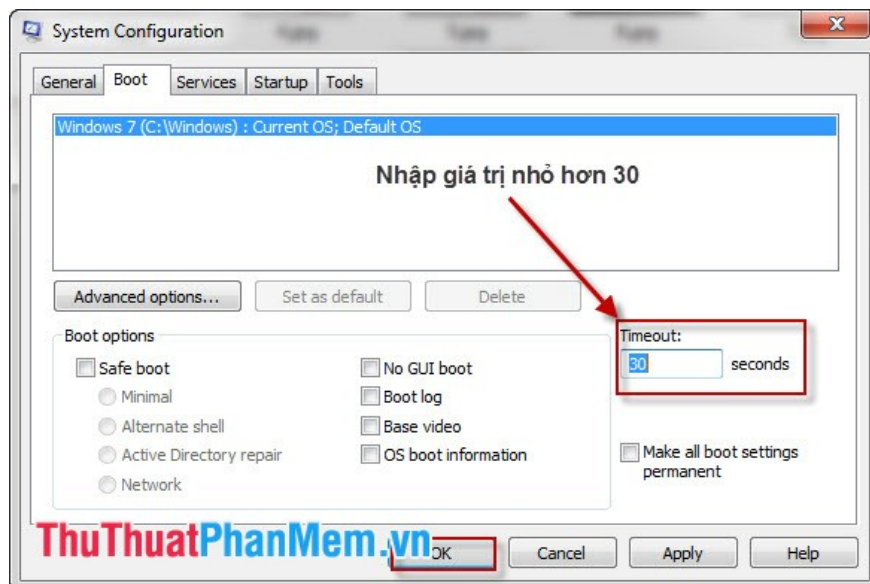 System Configuration
General Boot Services Startup Tools
Windows 7 (C:\Windows) : Current OS; Default OS
Nhập giá trị nhỏ hơn 30
Advanced options... Set as default Delete
Boot options
Timeout:
30 seconds
Safe boot
Minimal
Alternate shell
Active Directory repair
Network
No GUI boot
Boot log
Base video
OS boot information
Make all boot settings
permanent
ThuThuatPhanMem.vn
OK Cancel Apply Help